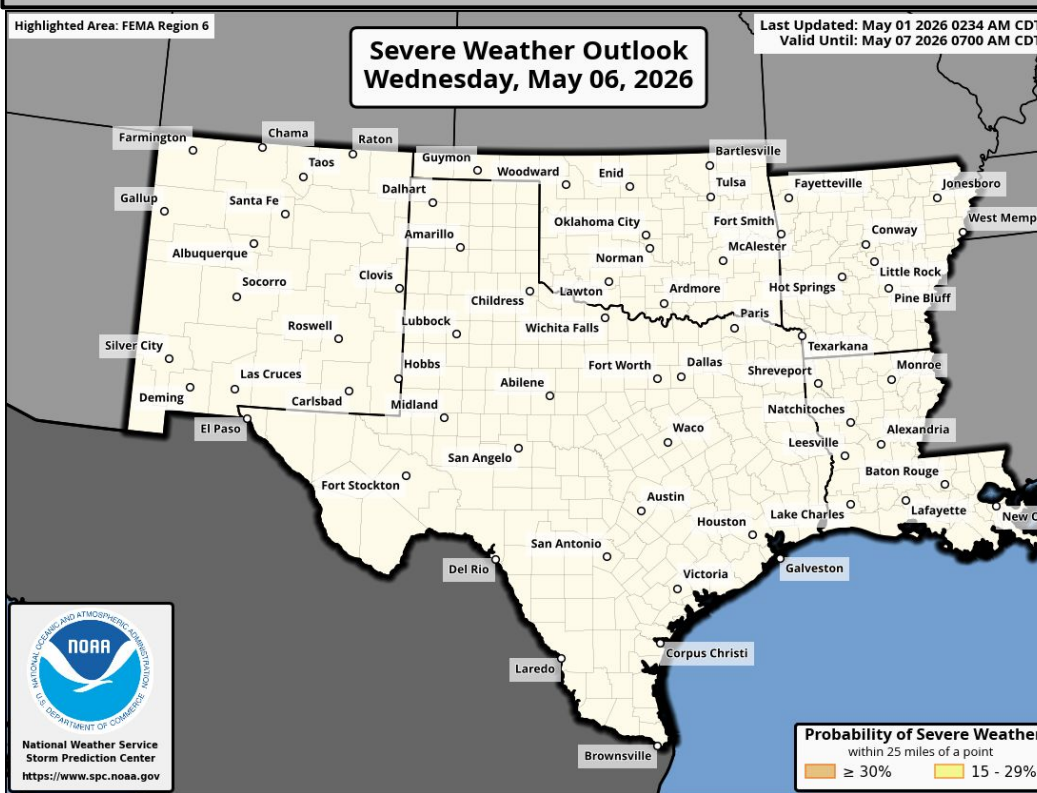 Highlighted Area: FEMA Region 6
Last Updated: May 01 2026 0234 AM CDT
Valid Until: May 07 2026 0700 AM CDT
Severe Weather Outlook
Wednesday, May 06, 2026
Farmington
Chama
Raton
Taos
Guymon
Woodward
Enid
Bartlesville
Tulsa
Fayetteville
Jonesboro
Gallup
Santa Fe
Dalhart
Oklahoma City
Fort Smith
West Memp
Albuquerque
Amarillo
Norman
McAlester
Conway
Socorro
Clovis
Childress
Lawton
Ardmore
Hot Springs
Little Rock
Pine Bluff
Roswell
Lubbock
Wichita Falls
Paris
Texarkana
Silver City
Las Cruces
Hobbs
Abilene
Fort Worth
Dallas
Shreveport
Monroe
Deming
Carlsbad
Midland
Natchitoches
El Paso
San Angelo
Waco
Leesville
Alexandria
Fort Stockton
Baton Rouge
Austin
Houston
Lake Charles
Lafayette
New O
San Antonio
Del Rio
Galveston
Victoria
Laredo
Corpus Christi
Brownsville
NATIONAL OCEANIC AND ATMOSPHERIC ADMINISTRATION
NOAA
U.S. DEPARTMENT OF COMMERCE
National Weather Service
Storm Prediction Center
https://www.spc.noaa.gov
Probability of Severe Weather
within 25 miles of a point
≥ 30%
15 - 29%